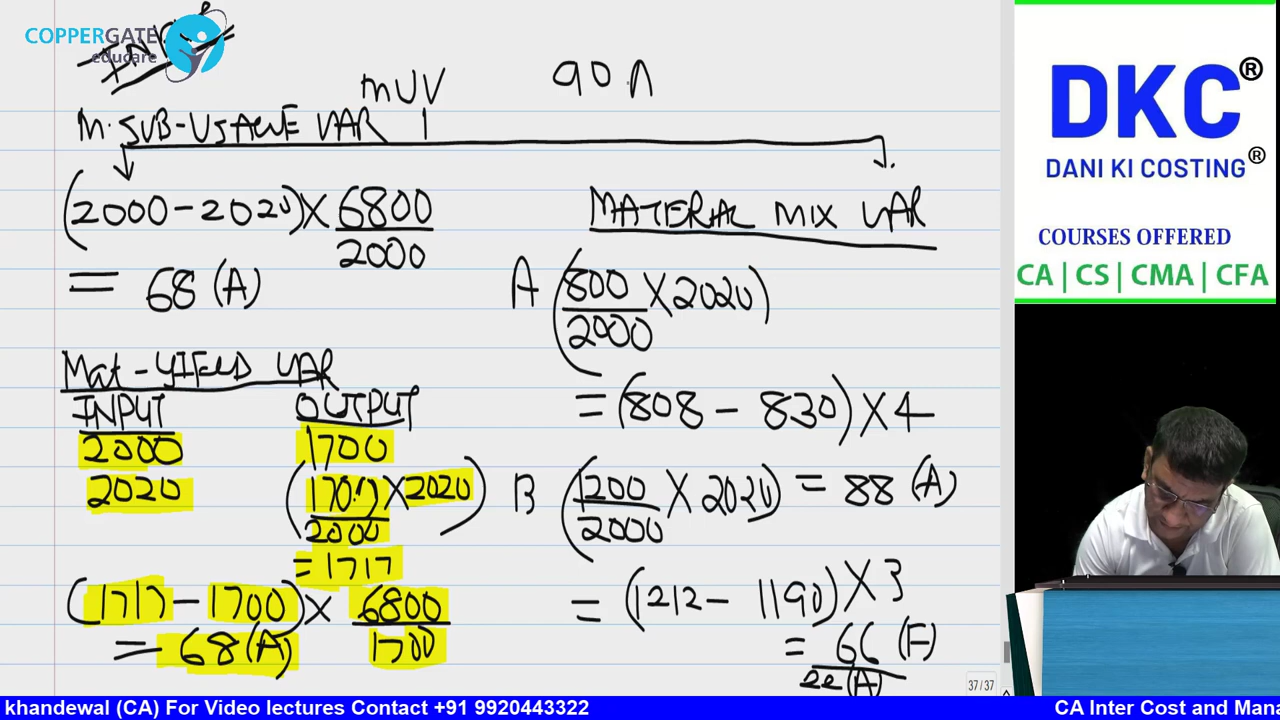 COPPERGATE
educare
MUV
90 A
M. SUB-USAGE VAR
(2000-2020) × 6800/2000
= 68 (A)
Mat-YIELD VAR
INPUT OUTPUT
2000 1700
2020 (1700/2000 × 2020)
= 1717
(1717 - 1700) × 6800/1700
= 68 (A)
MATERIAL MIX VAR
A (800/2000 × 2020)
= (808 - 830) × 4
= 88 (A)
B (1200/2000 × 2020)
= (1212 - 1190) × 3
= 66 (F)
22 (A)
37/37
DKC®
DANI KI COSTING®
COURSES OFFERED
CA | CS | CMA | CFA
khandewal (CA) For Video lectures Contact +91 9920443322
CA Inter Cost and Mana